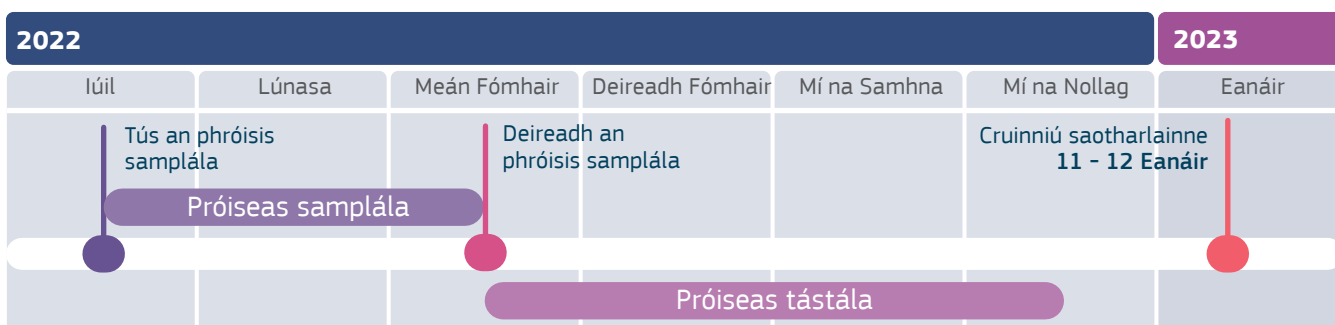 2022
2023
Iúil
Lúnasa
Meán Fómhair
Deireadh Fómhair
Mí na Samhna
Mí na Nollag
Eanáir
Tús an phróisis
samplála
Deireadh an
phróisis samplála
Cruinniú saotharlainne
11 - 12 Eanáir
Próiseas samplála
Próiseas tástála